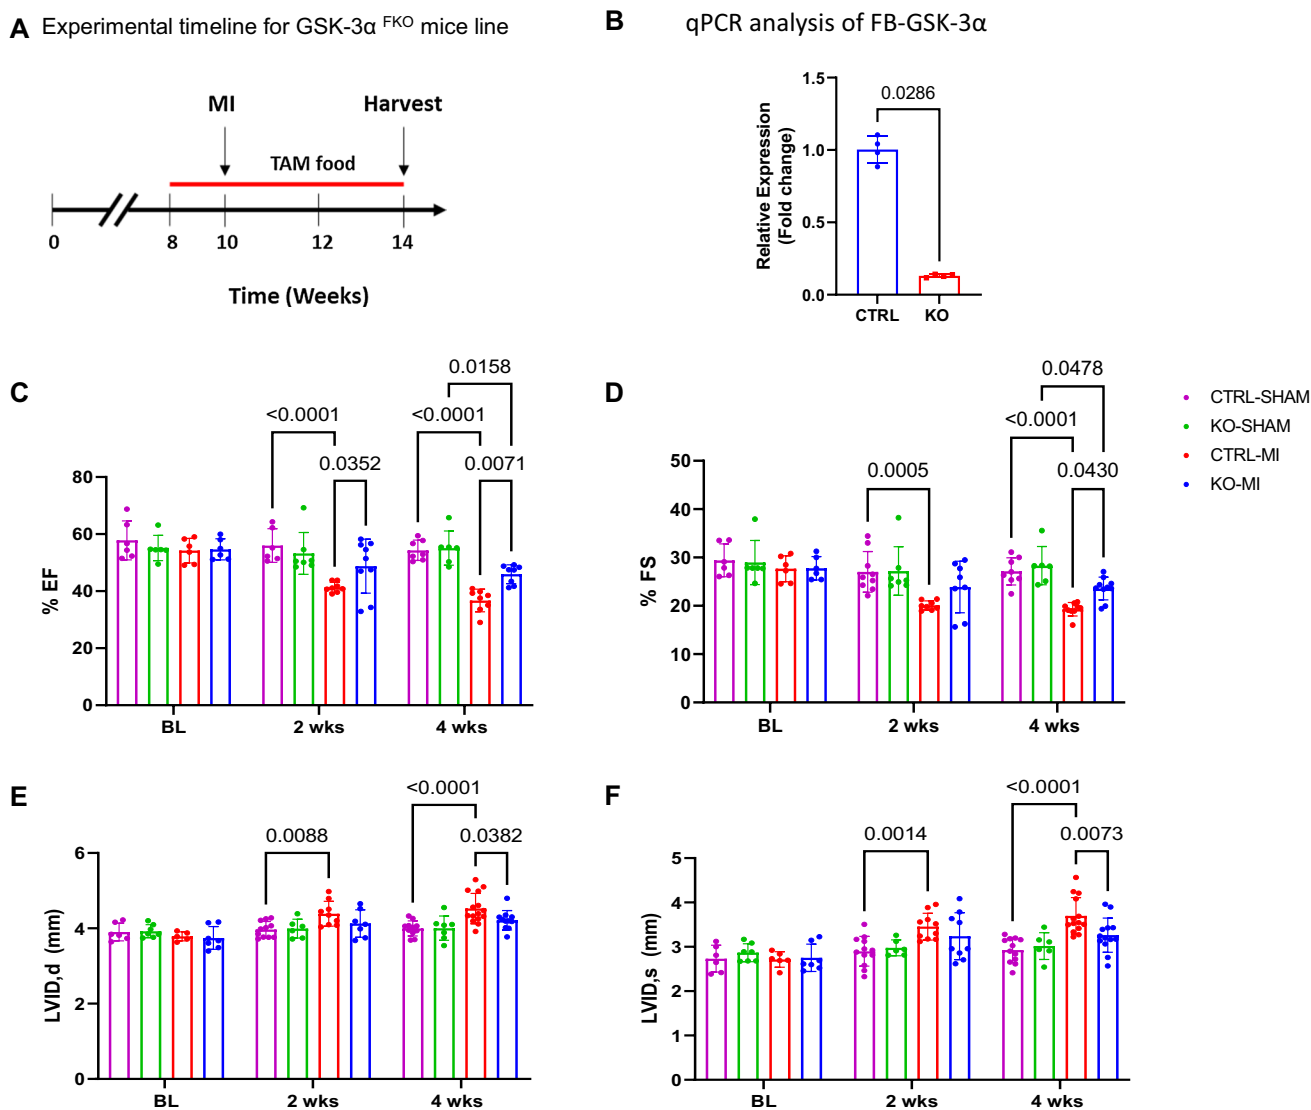 A Experimental timeline for GSK-3α FKO mice line
MI
Harvest
TAM food
0
8
10
12
14
Time (Weeks)
B qPCR analysis of FB-GSK-3α
Relative Expression
(Fold change)
1.5
1.0
0.5
0.0
0.0286
CTRL
KO
C
% EF
80
60
40
20
0
<0.0001
0.0352
0.0158
<0.0001
0.0071
BL
2 wks
4 wks
D
% FS
50
40
30
20
10
0
0.0005
0.0478
<0.0001
0.0430
BL
2 wks
4 wks
CTRL-SHAM
KO-SHAM
CTRL-MI
KO-MI
E
LVID,d (mm)
6
4
2
0
0.0088
<0.0001
0.0382
BL
2 wks
4 wks
F
LVID,s (mm)
5
4
3
2
1
0
0.0014
<0.0001
0.0073
BL
2 wks
4 wks